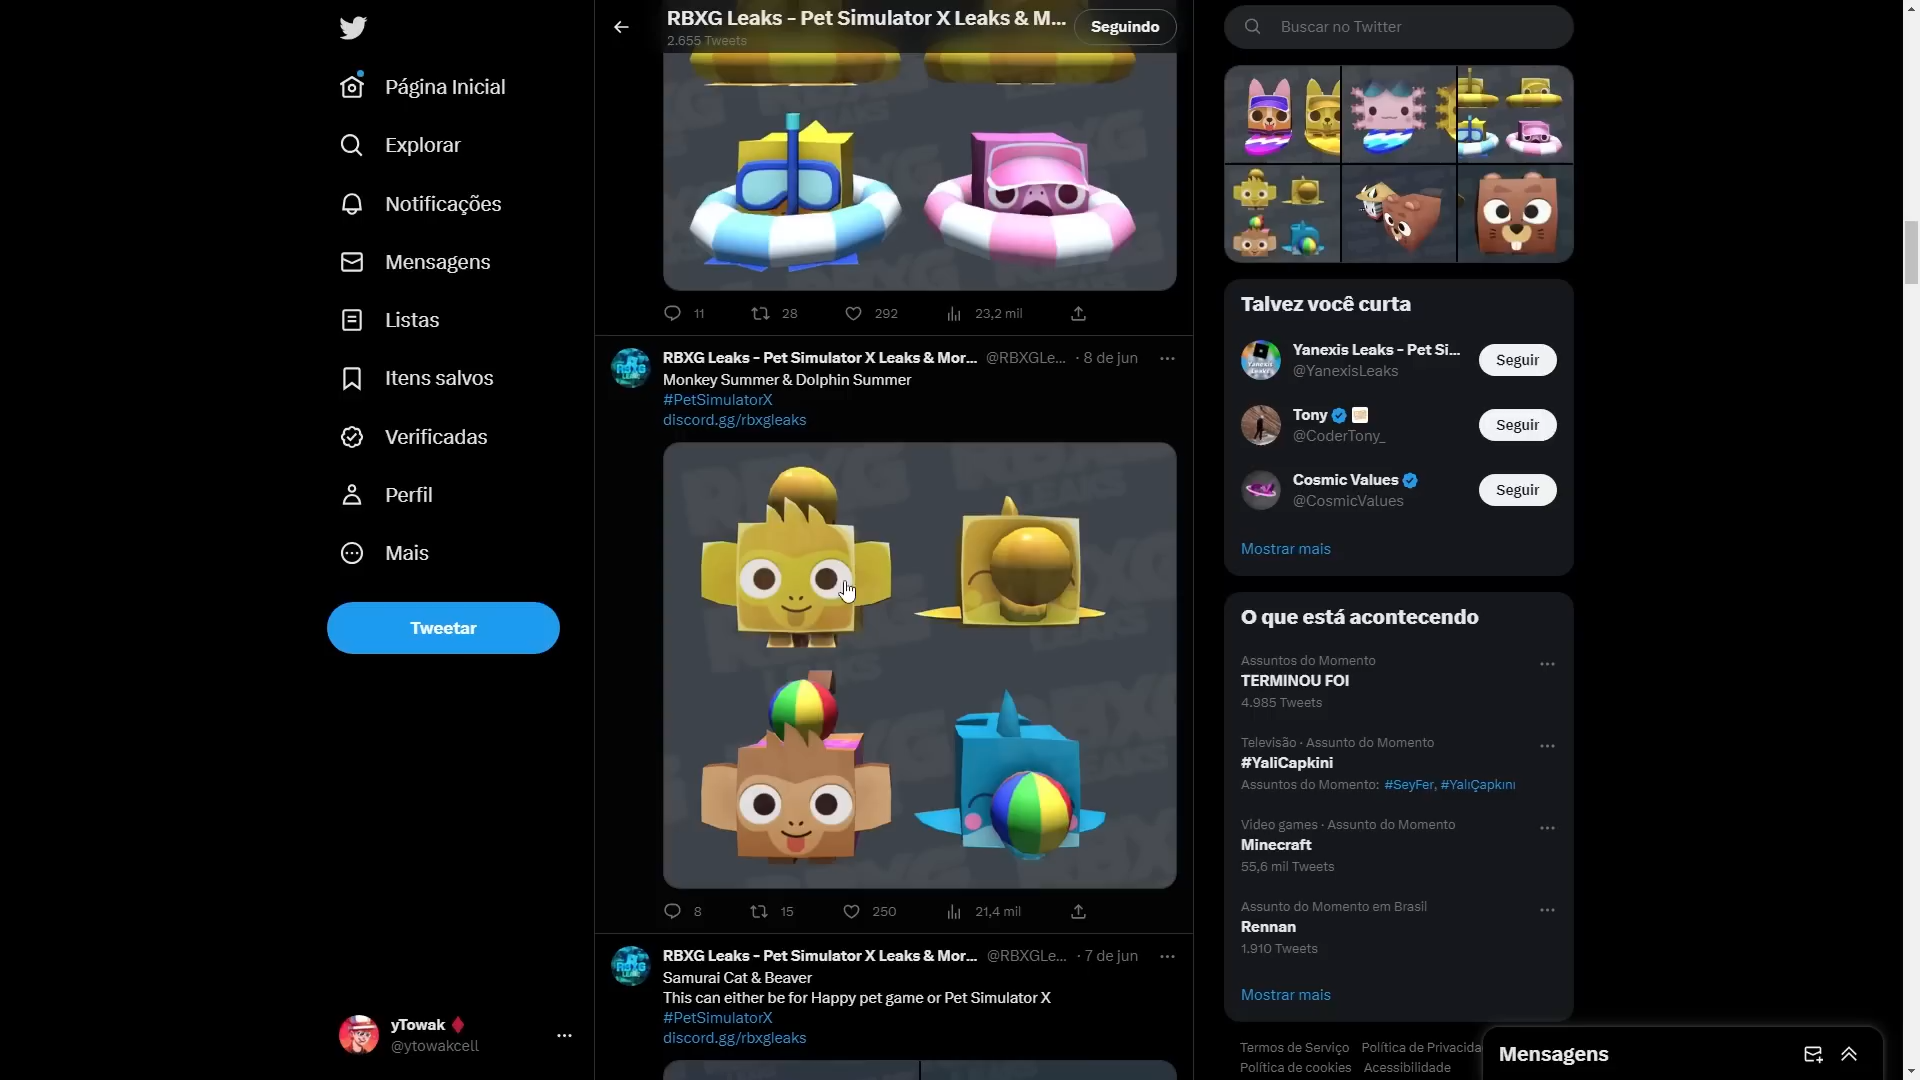 Página Inicial
Explorar
Notificações
Mensagens
Listas
Itens salvos
Verificadas
Perfil
Mais
Tweetar
yTowak
@ytowakcell
RBXG Leaks - Pet Simulator X Leaks & M...
2.655 Tweets
Seguindo
11 28 292 23,2 mil
RBXG Leaks - Pet Simulator X Leaks & Mor... @RBXGLe... · 8 de jun
Monkey Summer & Dolphin Summer
#PetSimulatorX
discord.gg/rbxgleaks
RBXG LEAKS
8 15 250 21,4 mil
RBXG Leaks - Pet Simulator X Leaks & Mor... @RBXGLe... · 7 de jun
Samurai Cat & Beaver
This can either be for Happy pet game or Pet Simulator X
#PetSimulatorX
discord.gg/rbxgleaks
Buscar no Twitter
Talvez você curta
Yanexis Leaks - Pet Si...
@YanexisLeaks
Seguir
Tony
@CoderTony_
Seguir
Cosmic Values
@CosmicValues
Seguir
Mostrar mais
O que está acontecendo
Assuntos do Momento
TERMINOU FOI
4.985 Tweets
Televisão · Assunto do Momento
#YaliCapkini
Assuntos do Momento: #SeyFer, #YalıÇapkını
Video games · Assunto do Momento
Minecraft
55,6 mil Tweets
Assunto do Momento em Brasil
Rennan
1.910 Tweets
Mostrar mais
Termos de Serviço Política de Privacida
Política de cookies Acessibilidade
Mensagens